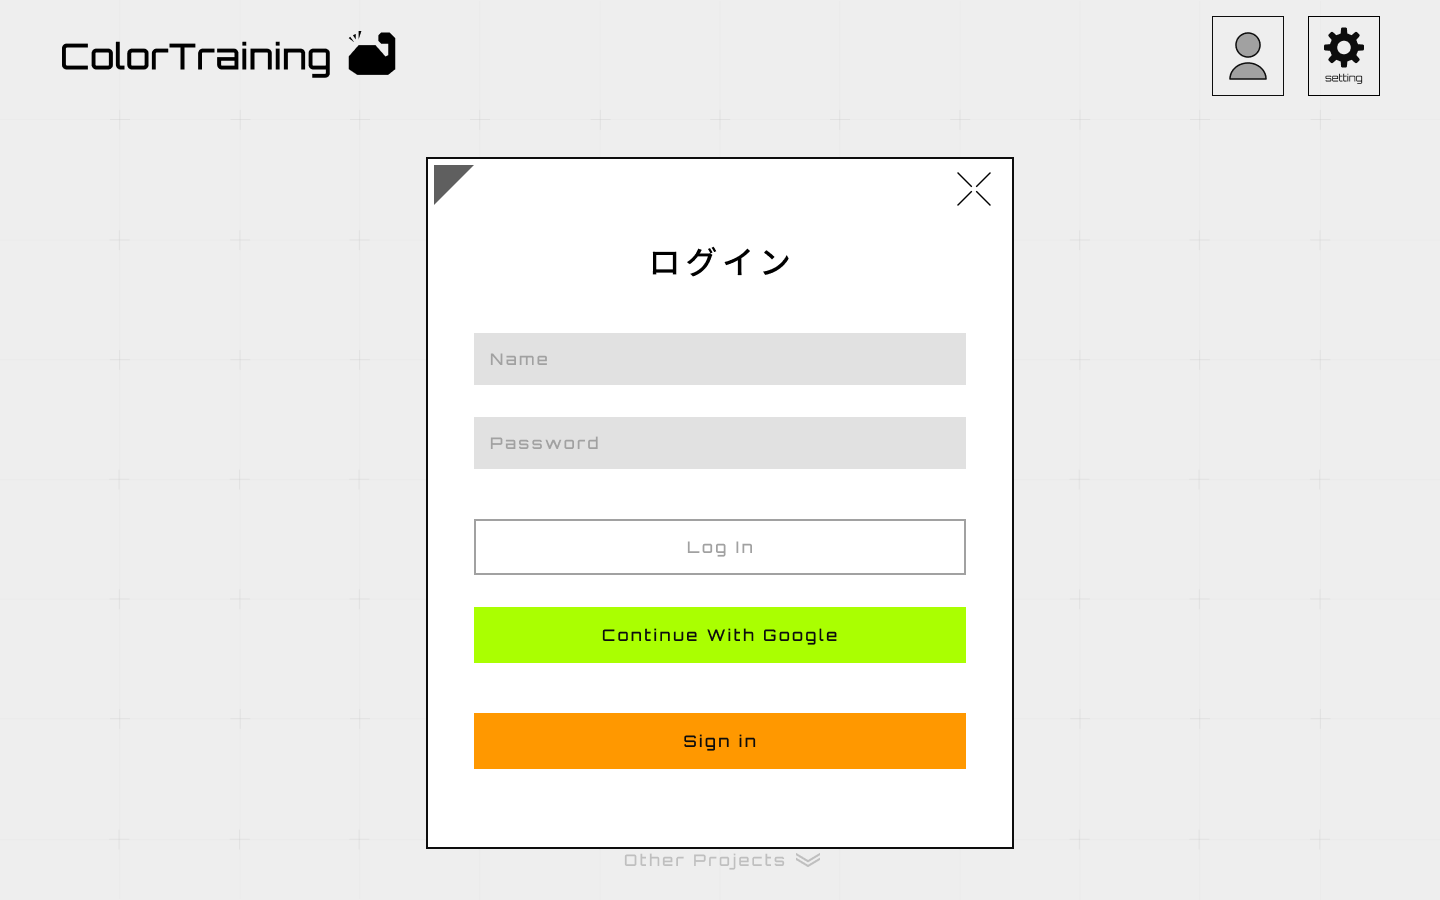 ColorTraining
setting
ログイン
Name
Password
Log In
Continue With Google
Sign in
Other Projects